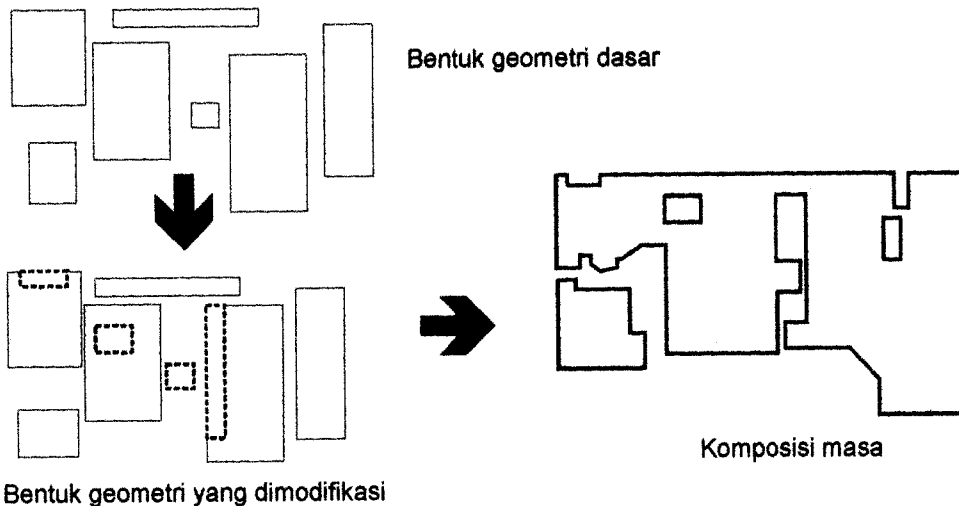 Bentuk geometri dasar
Komposisi masa
Bentuk geometri yang dimodifikasi